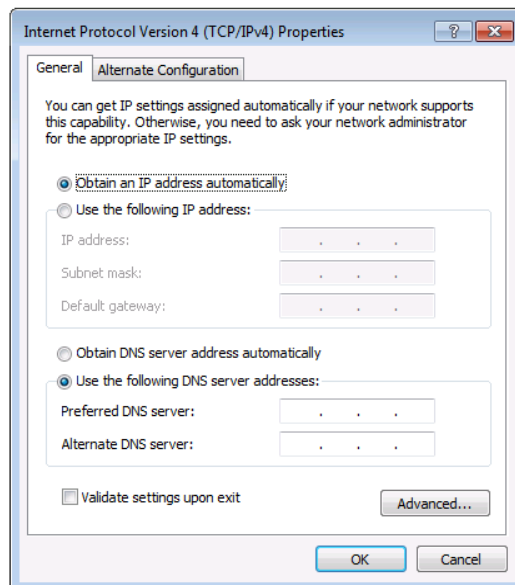 Internet Protocol Version 4 (TCP/IPv4) Properties
General
Alternate Configuration
You can get IP settings assigned automatically if your network supports
this capability. Otherwise, you need to ask your network administrator
for the appropriate IP settings.
Obtain an IP address automatically
Use the following IP address:
IP address:
Subnet mask:
Default gateway:
Obtain DNS server address automatically
Use the following DNS server addresses:
Preferred DNS server:
Alternate DNS server:
Validate settings upon exit
Advanced...
OK
Cancel